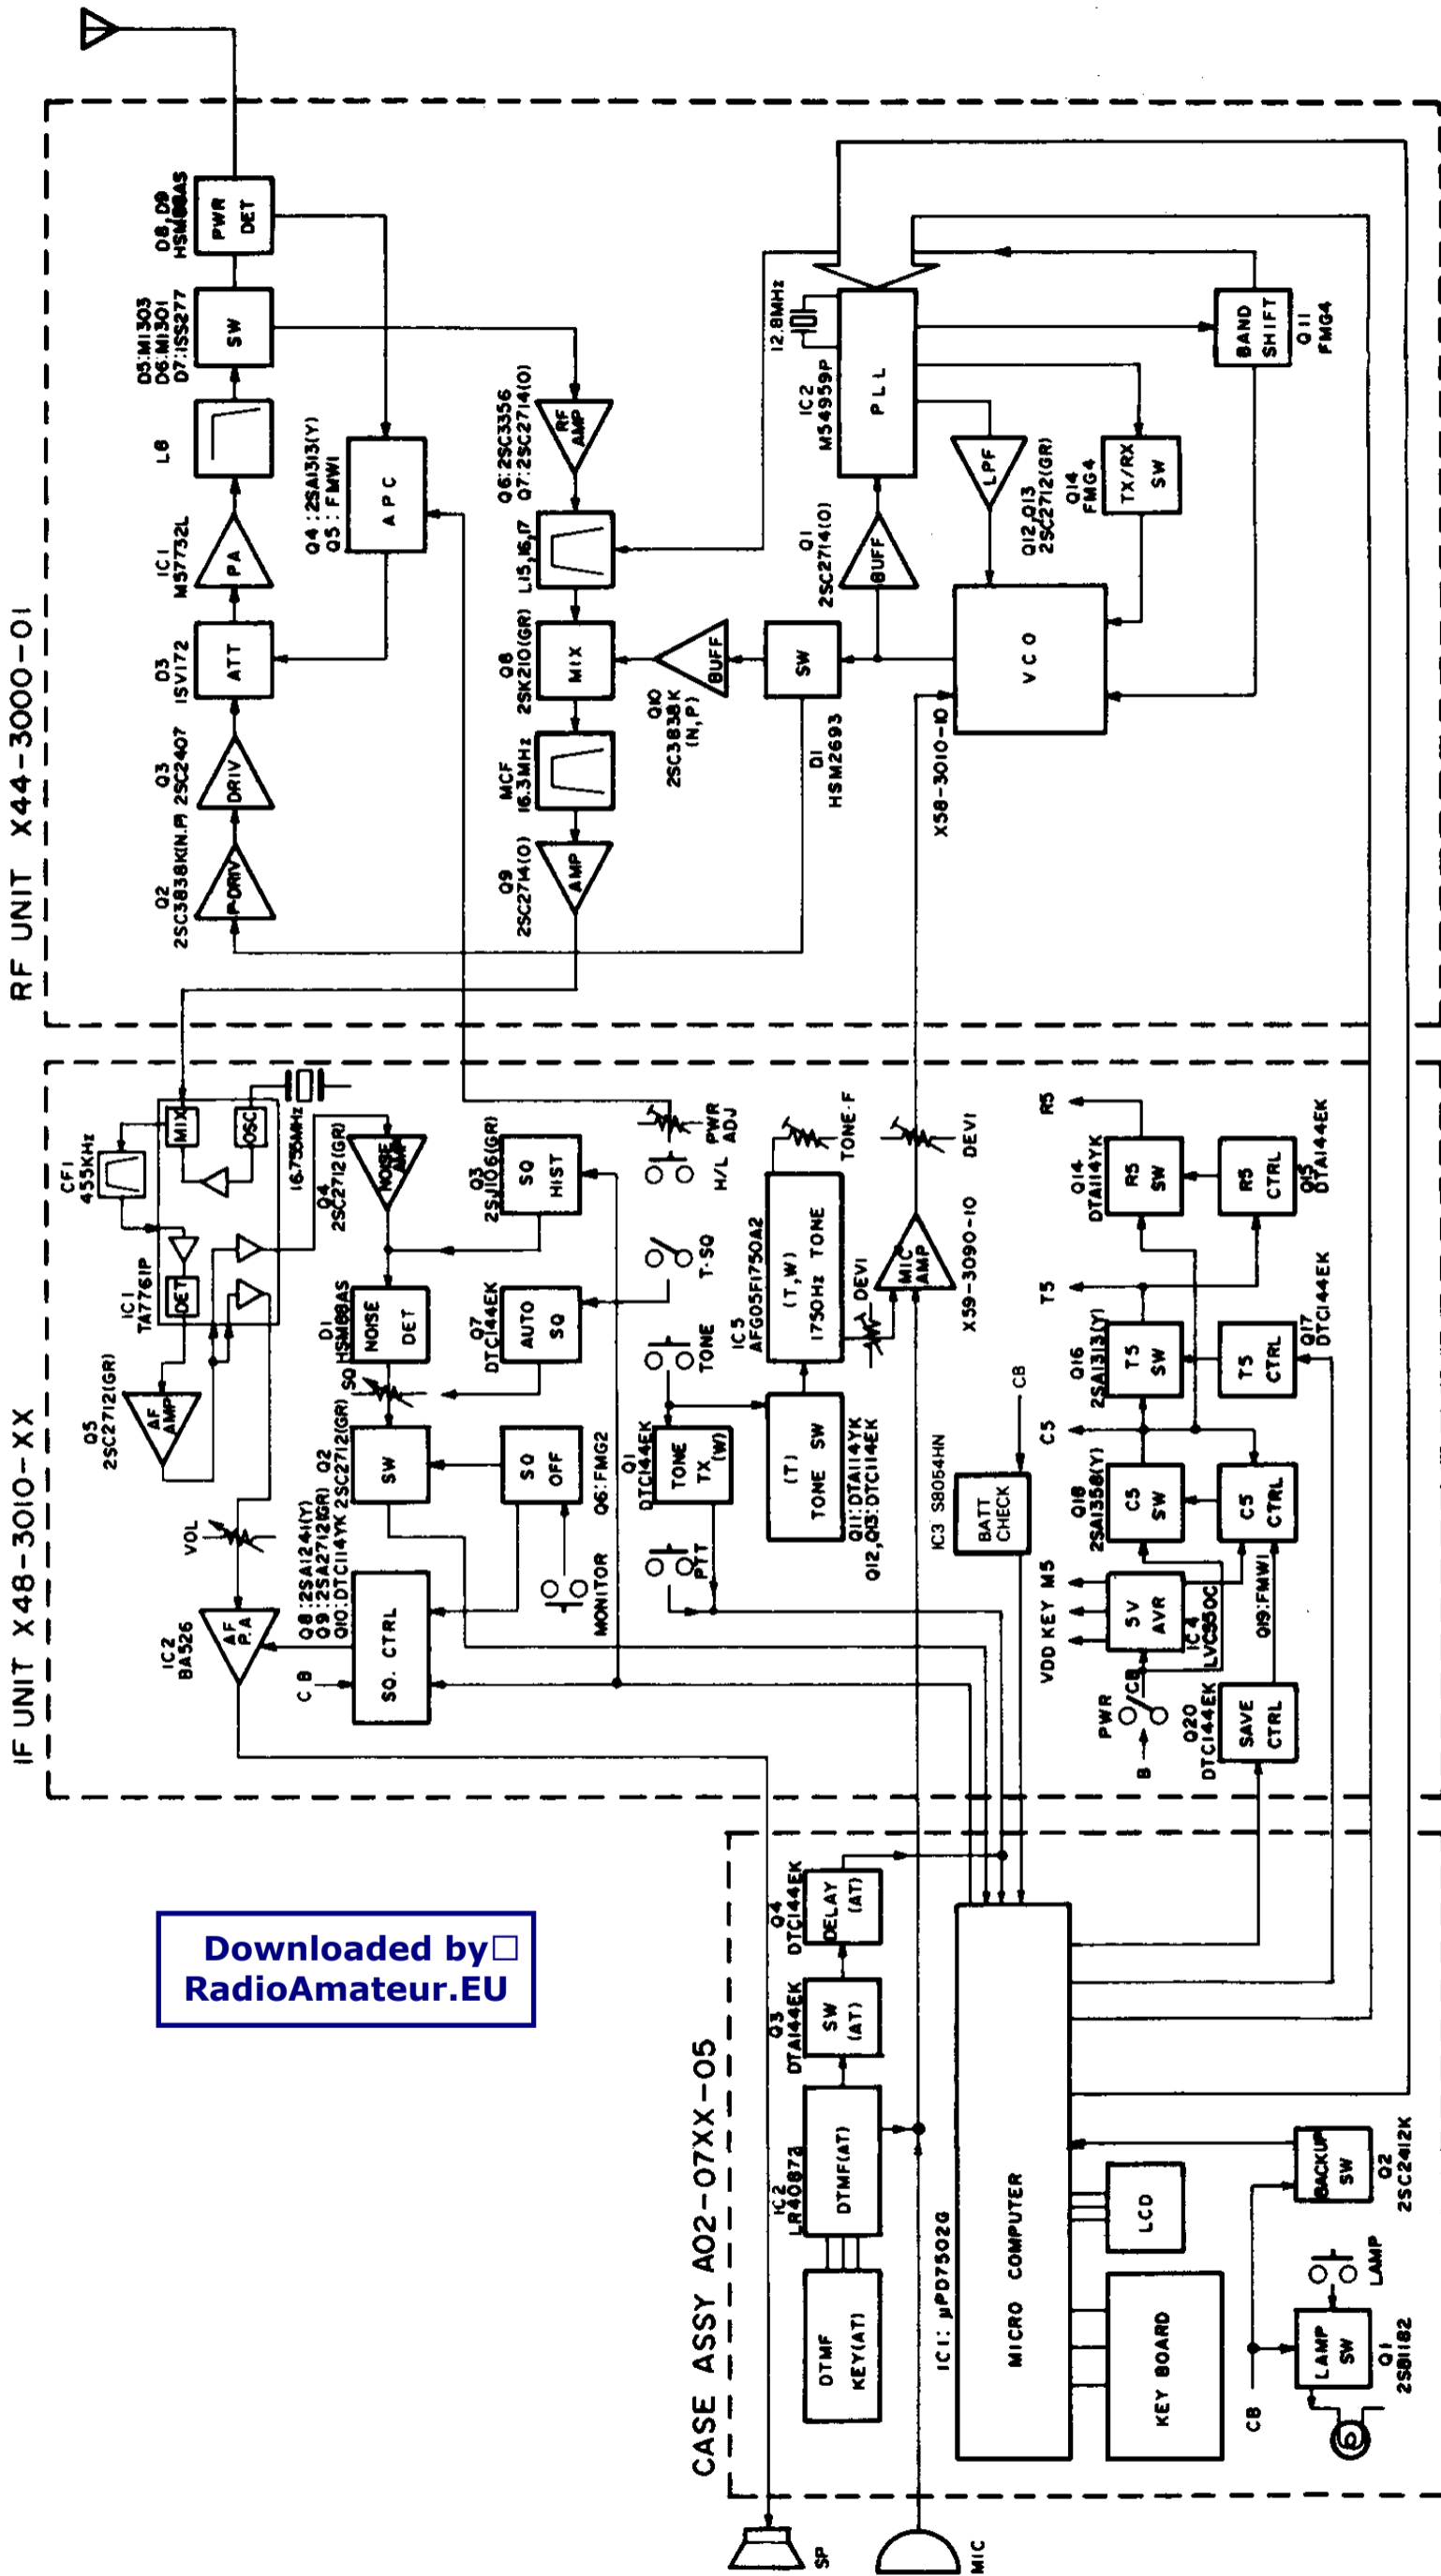 RF UNIT X44-3000-01
Q2
2SC3838K(N.P)
P-DRIV
Q3
2SC2407
DRIV
D3
1SV172
ATT
IC1
M57732L
PA
L8
D5:MI303
D6:MI301
D7:ISS277
SW
D8,D9
HSM88AS
PWR
DET
Q4:2SA1313(Y)
Q5:FMW1
APC
Q9
2SC2714(O)
AMP
MCF
16.3MHz
Q8
2SK210(GR)
MIX
L15,16,17
Q6:2SC3356
Q7:2SC2714(O)
RF
AMP
Q10
2SC3838K
(N,P)
BUFF
D1
HSM2693
SW
Q1
2SC2714(O)
BUFF
IC2
M54959P
PLL
12.8MHz
X58-3010-10
VCO
LPF
Q12,Q13
2SC2712(GR)
Q14
FMG4
TX/RX
SW
BAND
SHIFT
Q11
FMG4
IF UNIT X48-3010-XX
IC2
BA526
AF
P.A
VOL
Q5
2SC2712(GR)
AF
AMP
IC1
TA7761P
DET
CF1
455KHz
MIX
OSC
16.755MHz
CB
SQ. CTRL
Q8:2SA1241(Y)
Q9:2SA2712(GR)
Q10:DTC114YK
Q2
2SC2712(GR)
SW
SQ
D1
HSM88AS
NOISE
DET
Q4
2SC2712(GR)
NOISE
AMP
SQ
OFF
Q6:FMG2
MONITOR
Q7
DTC144EK
AUTO
SQ
Q3
2SJ106(GR)
SQ
HIST
PTT
Q1
DTC144EK
TONE
TX
(W)
TONE
T-SQ
H/L
PWR
ADJ
(T)
TONE SW
Q11:DTA114YK
Q12,Q13:DTC114EK
IC5
AFG05F1750A2
(T,W)
1750Hz TONE
TONE-F
DEVI
MIC
AMP
X59-3090-10
DEVI
IC3 S8054HN
BATT
CHECK
CB
VDD KEY M5
C5
T5
R5
PWR
CB
B
5V
AVR
IC4
LVC550C
Q18
2SA1358(Y)
C5
SW
Q16
2SA1313(Y)
T5
SW
Q14
DTA114YK
R5
SW
Q20
DTC144EK
SAVE
CTRL
Q19:FMW1
C5
CTRL
T5
CTRL
Q17
DTC144EK
R5
CTRL
Q15
DTA144EK
Downloaded by
RadioAmateur.EU
CASE ASSY A02-07XX-05
DTMF
KEY(AT)
IC2
LR40872
DTMF(AT)
Q3
DTA144EK
SW
(AT)
Q4
DTC144EK
DELAY
(AT)
SP
MIC
IC1: μPD7502G
MICRO COMPUTER
KEY BOARD
LCD
CB
LAMP
SW
Q1
2SB1182
LAMP
BACKUP
SW
Q2
2SC2412K